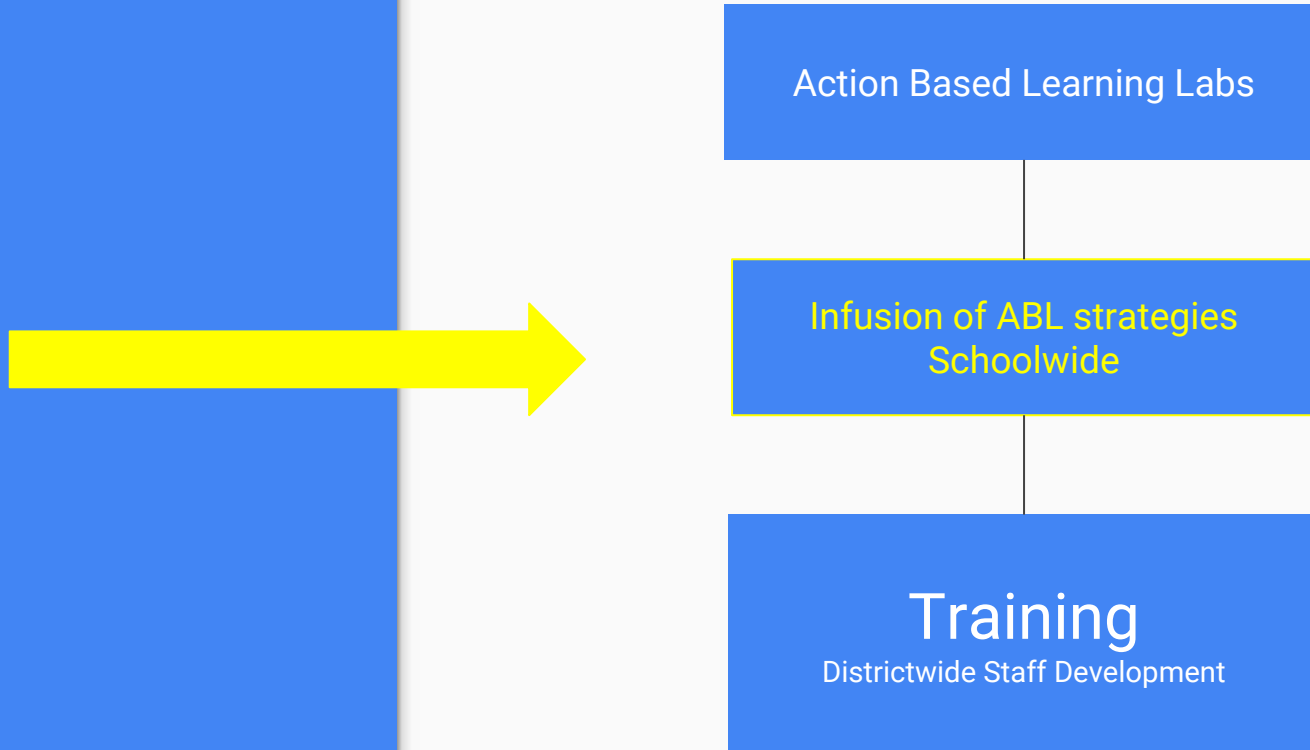 Action Based Learning Labs
Infusion of ABL strategies
Schoolwide
Training
Districtwide Staff Development